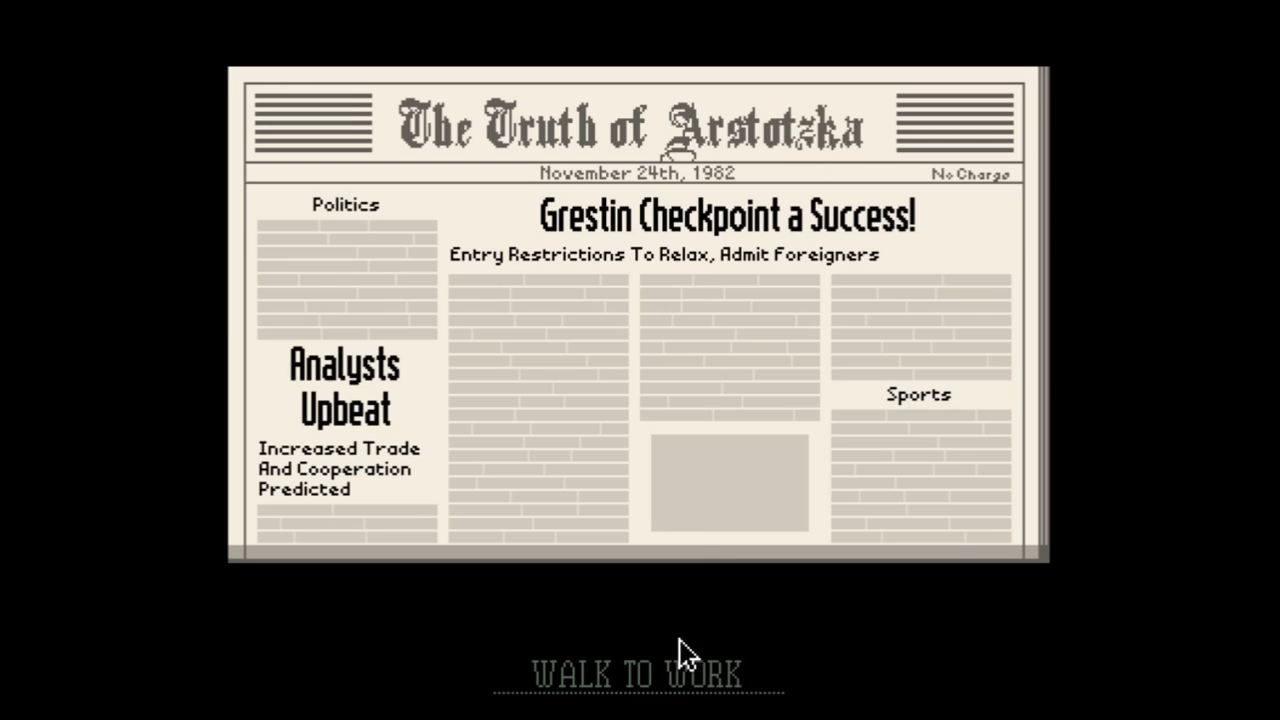 The Truth of Arstotzka
November 24th, 1982
No Charge
Politics
Grestin Checkpoint a Success!
Entry Restrictions To Relax, Admit Foreigners
Analysts
Upbeat
Increased Trade
And Cooperation
Predicted
Sports
WALK TO WORK